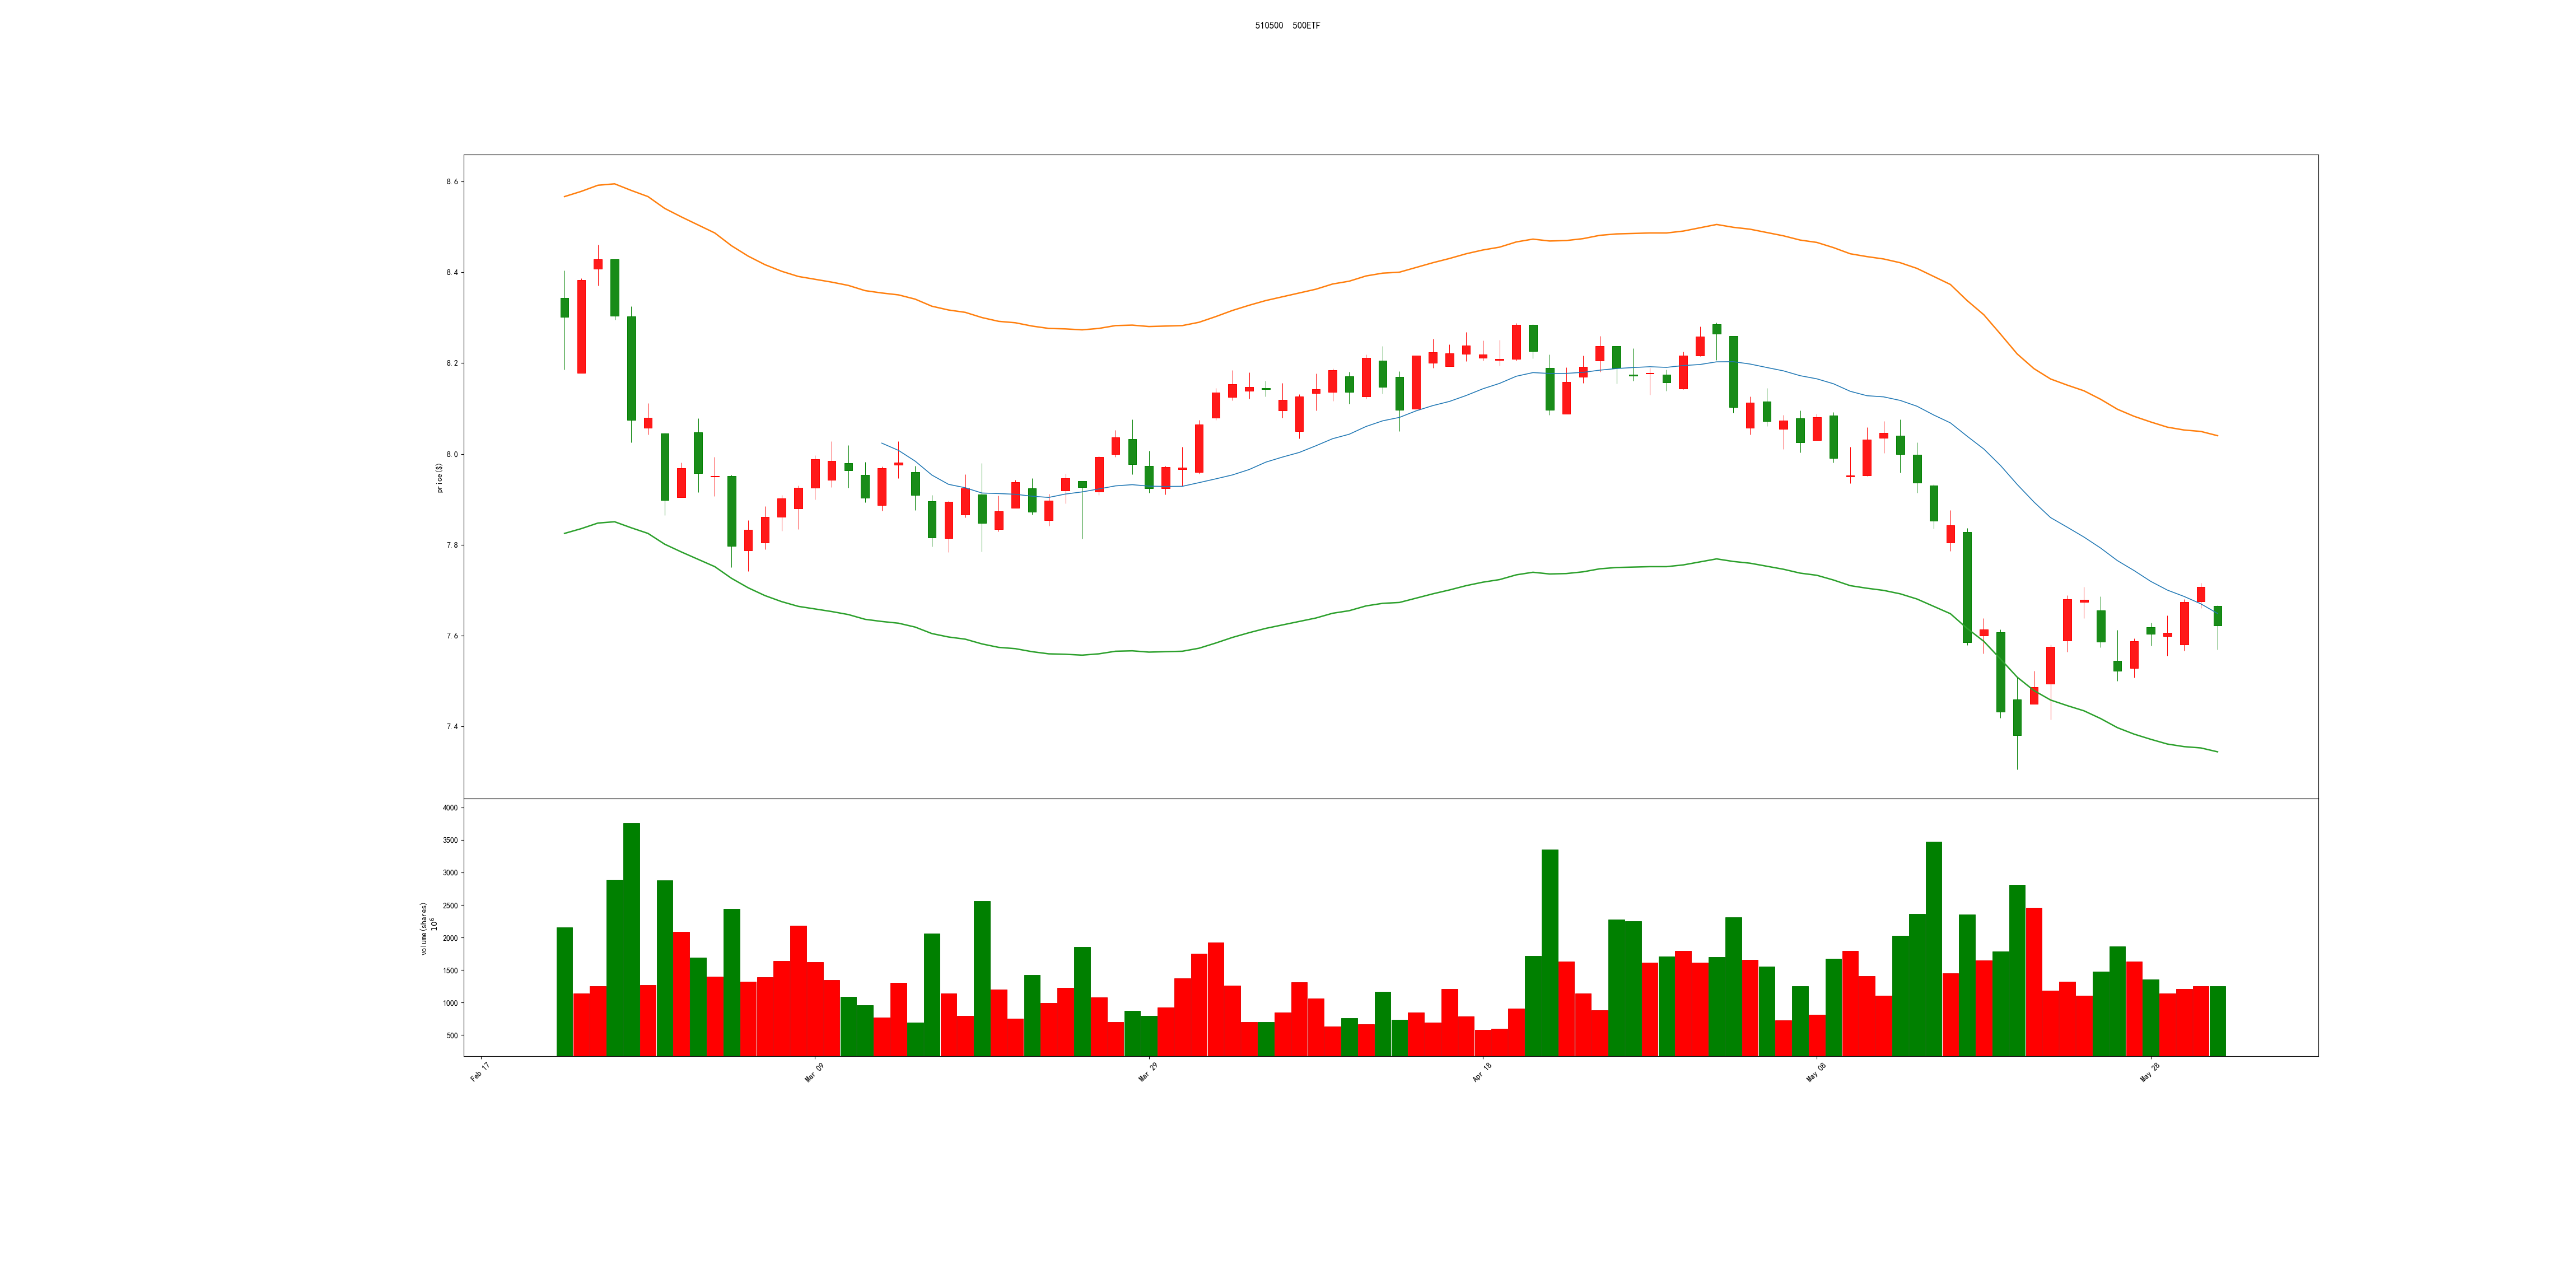 510500  500ETF
price($)
8.6
8.4
8.2
8.0
7.8
7.6
7.4
volume(shares)
10⁶
4000
3500
3000
2500
2000
1500
1000
500
Feb 17
Mar 09
Mar 29
Apr 18
May 08
May 28